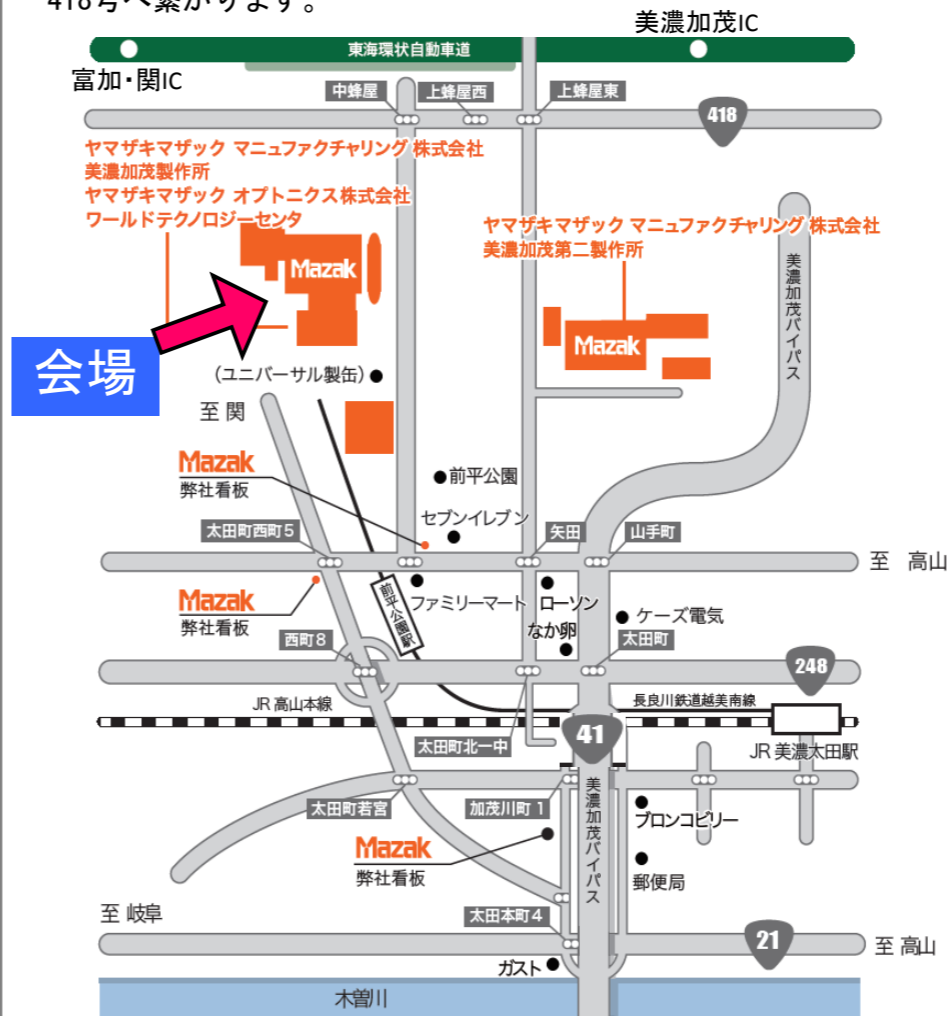 418号へ繋がります。
美濃加茂IC
東海環状自動車道
富加・関IC
中蜂屋
上蜂屋西
上蜂屋東
418
ヤマザキマザック マニュファクチャリング 株式会社
美濃加茂製作所
ヤマザキマザック オプトニクス 株式会社
ワールドテクノロジーセンタ
ヤマザキマザック マニュファクチャリング 株式会社
美濃加茂第二製作所
美濃加茂バイパス
Mazak
Mazak
会場
(ユニバーサル製缶)
至 関
Mazak
弊社看板
前平公園
セブンイレブン
太田町西町5
矢田
山手町
至 高山
Mazak
弊社看板
前平公園駅
ファミリーマート
ローソン
なか卵
ケーズ電気
西町8
太田町
248
JR 高山本線
長良川鉄道越美南線
太田町北一中
41
JR 美濃太田駅
太田町若宮
加茂川町1
美濃加茂バイパス
ブロンコビリー
Mazak
弊社看板
郵便局
至 岐阜
太田本町4
21
至 高山
ガスト
木曽川